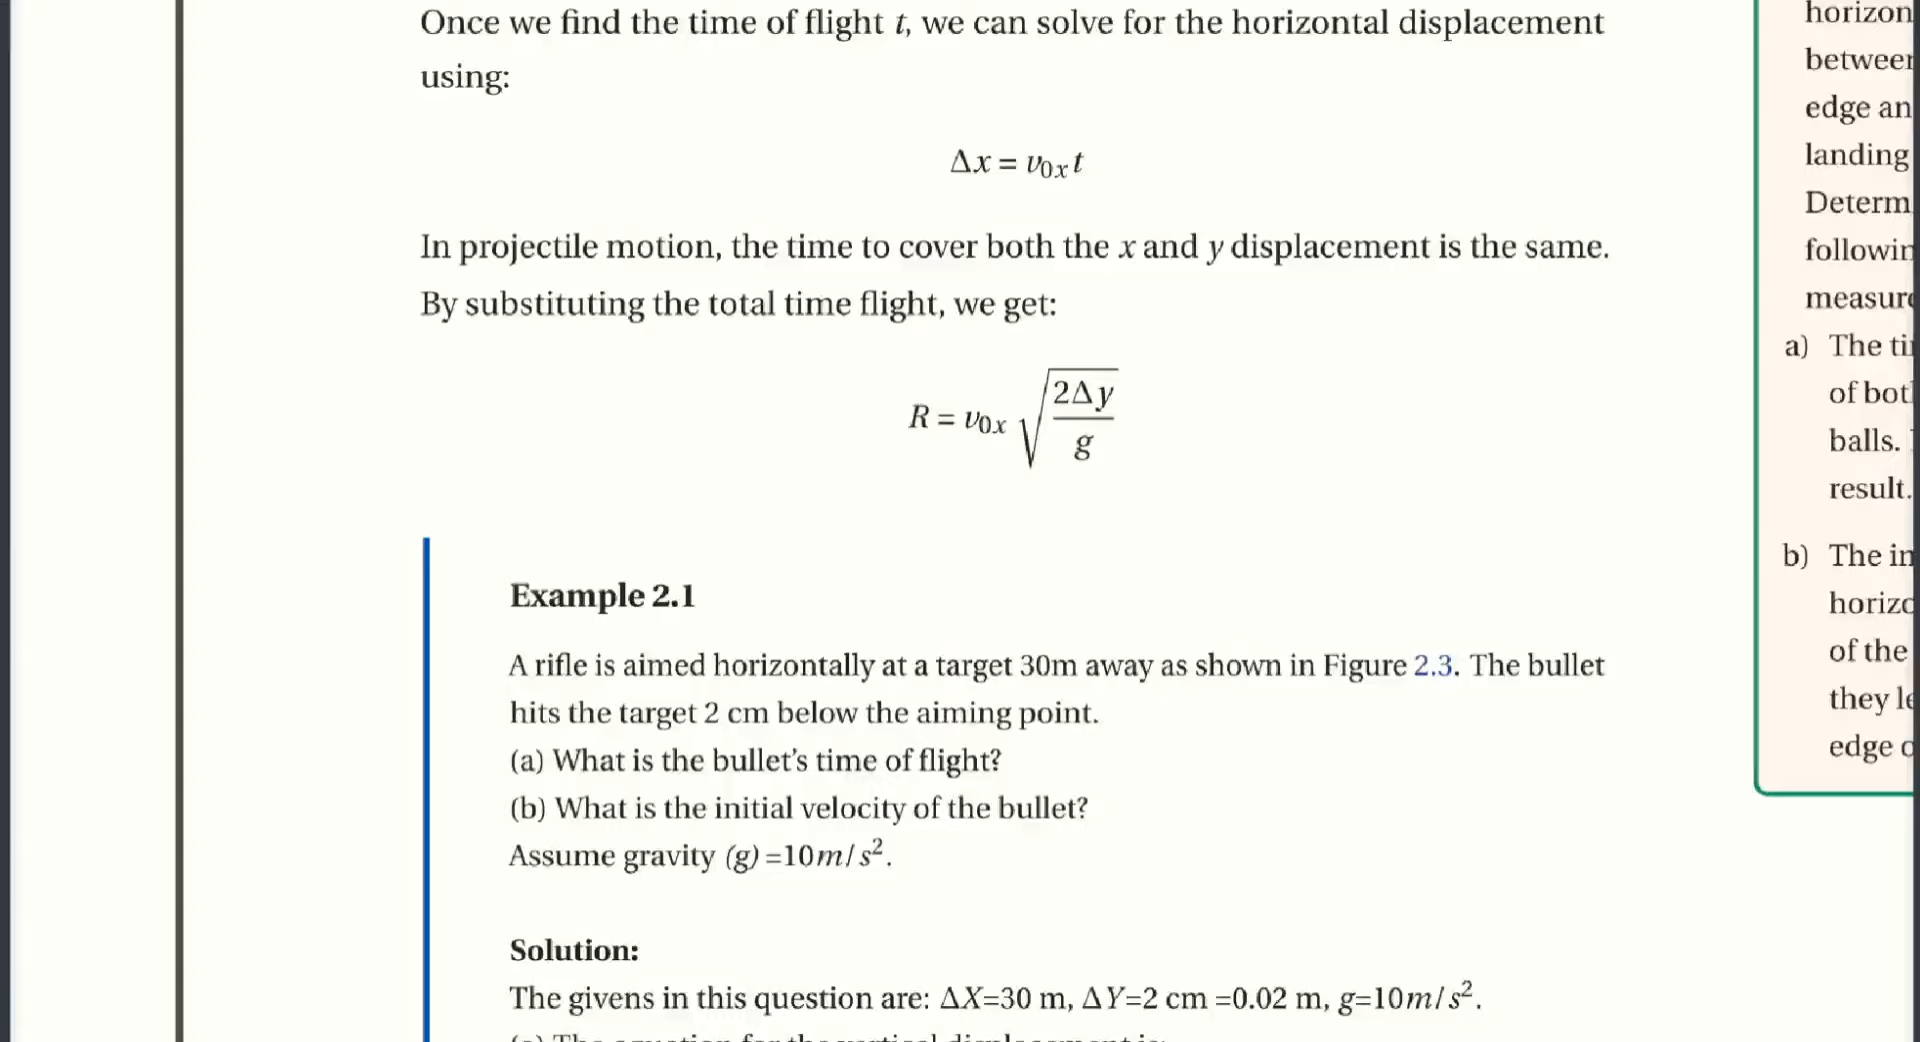 Once we find the time of flight t, we can solve for the horizontal displacement
using:
Δx = v₀ₓt
In projectile motion, the time to cover both the x and y displacement is the same.
By substituting the total time flight, we get:
R = v₀ₓ √(2Δy/g)
Example 2.1
A rifle is aimed horizontally at a target 30m away as shown in Figure 2.3. The bullet
hits the target 2 cm below the aiming point.
(a) What is the bullet's time of flight?
(b) What is the initial velocity of the bullet?
Assume gravity (g) =10m/s².
Solution:
The givens in this question are: ΔX=30 m, ΔY=2 cm =0.02 m, g=10m/s².
edge an
landing
Determ
followin
measure
a) The ti
of bot
balls.
result.
b) The in
horizo
of the
they le
edge o